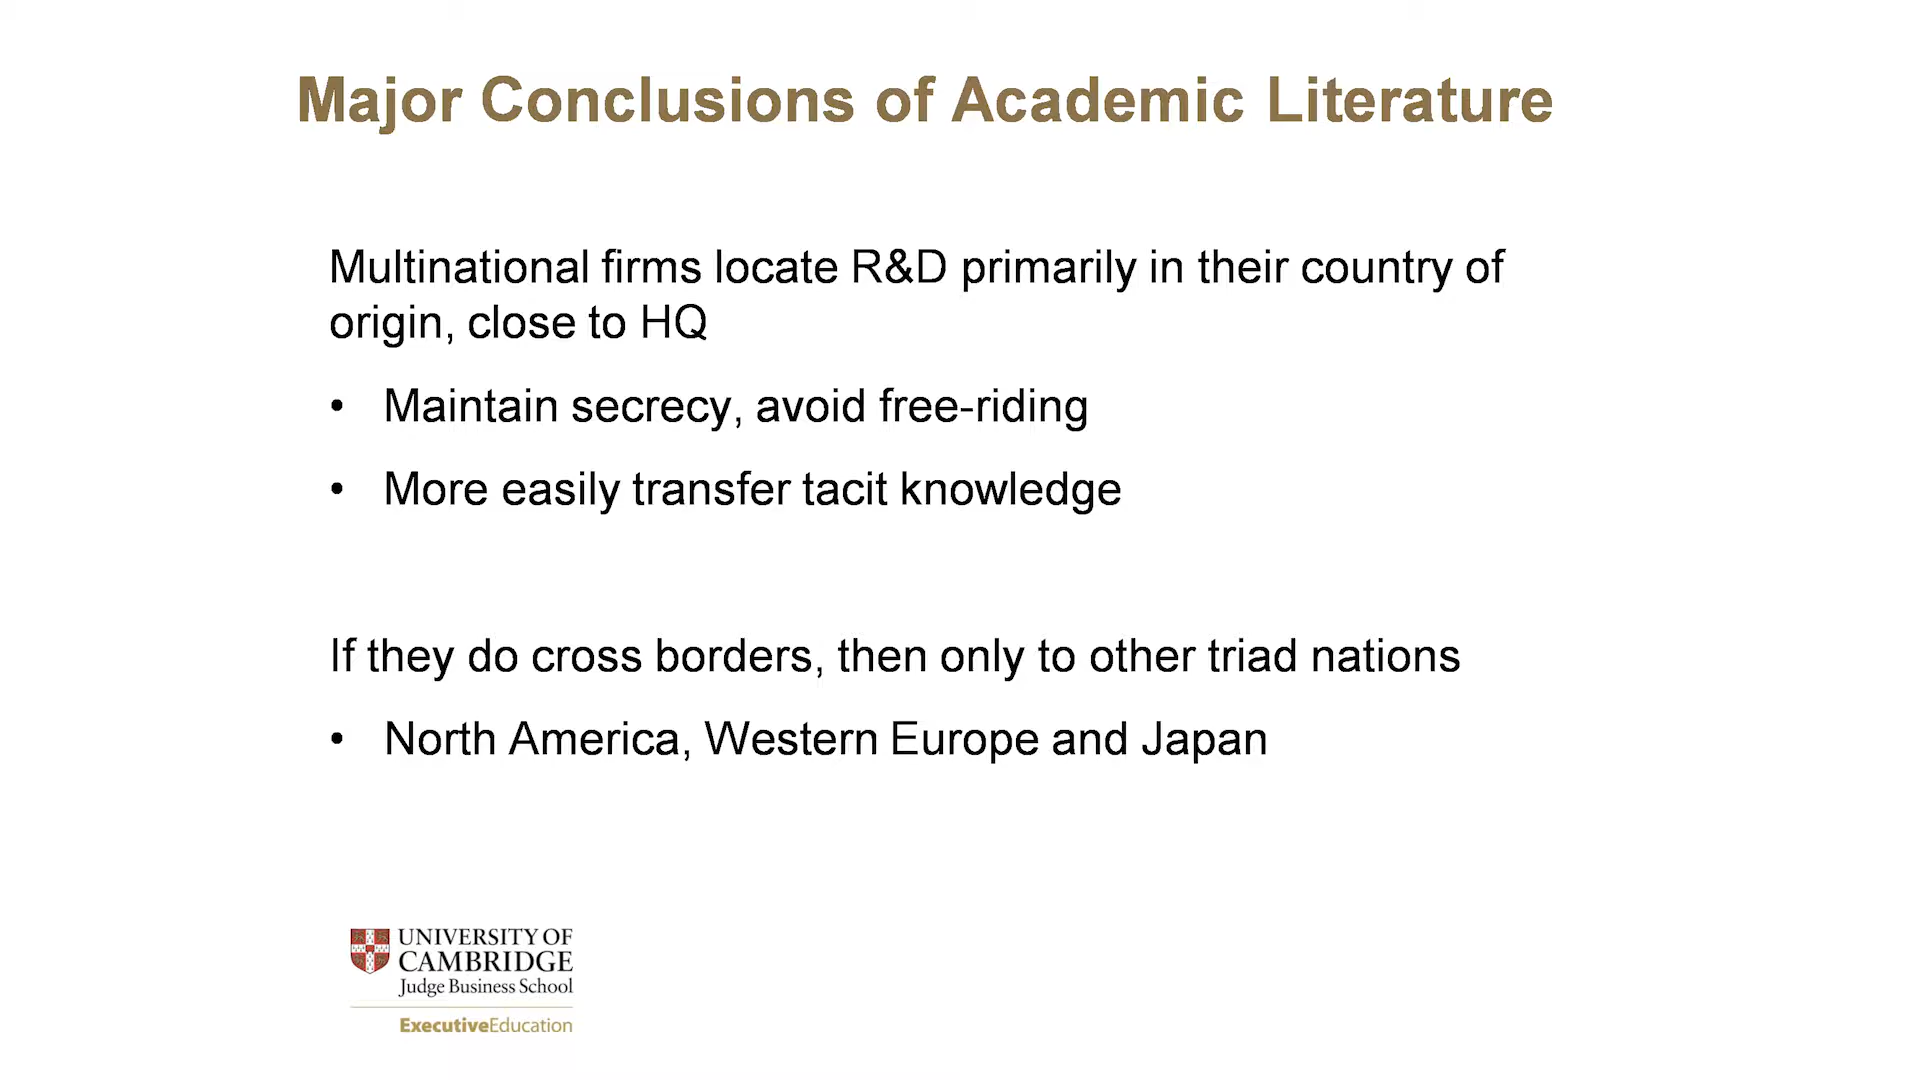 Major Conclusions of Academic Literature
Multinational firms locate R&D primarily in their country of
origin, close to HQ
• Maintain secrecy, avoid free-riding
• More easily transfer tacit knowledge
If they do cross borders, then only to other triad nations
• North America, Western Europe and Japan
UNIVERSITY OF
CAMBRIDGE
Judge Business School
ExecutiveEducation